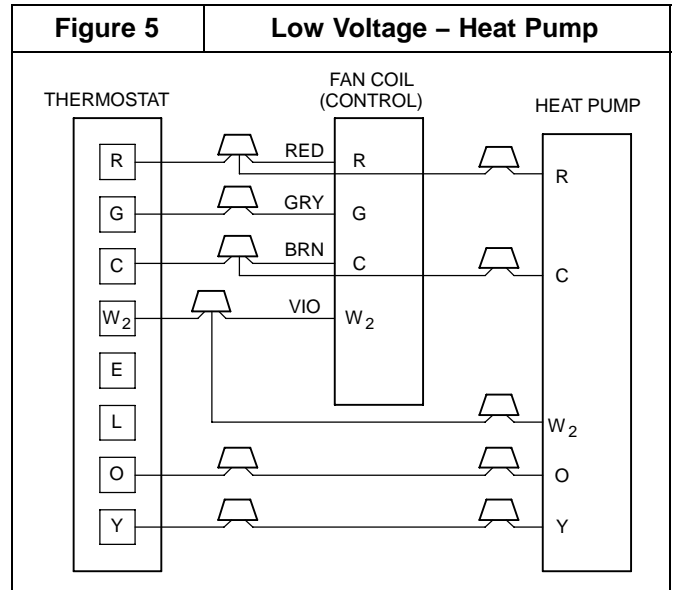 Figure 5 Low Voltage – Heat Pump
THERMOSTAT
FAN COIL
(CONTROL)
HEAT PUMP
R RED R R
G GRY G
C BRN C C
W2 VIO W2
E
L W2
O O
Y Y